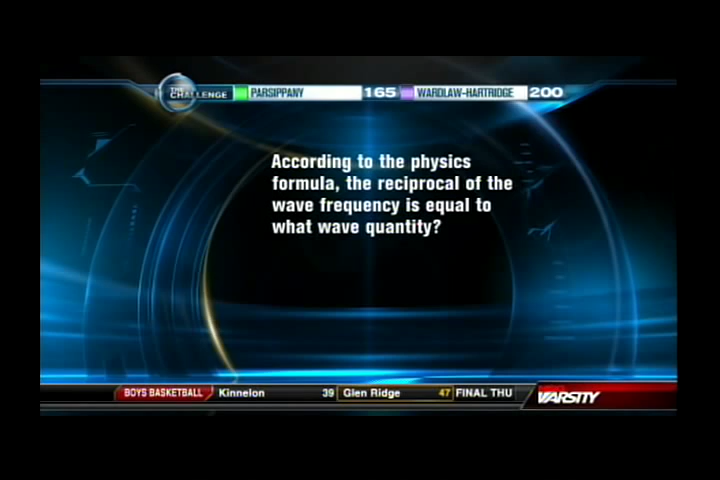 THE CHALLENGE PARSIPPANY 165 WARDLAW-HARTRIDGE 200
According to the physics
formula, the reciprocal of the
wave frequency is equal to
what wave quantity?
BOYS BASKETBALL Kinnelon 39 Glen Ridge 47 FINAL THU VARSITY